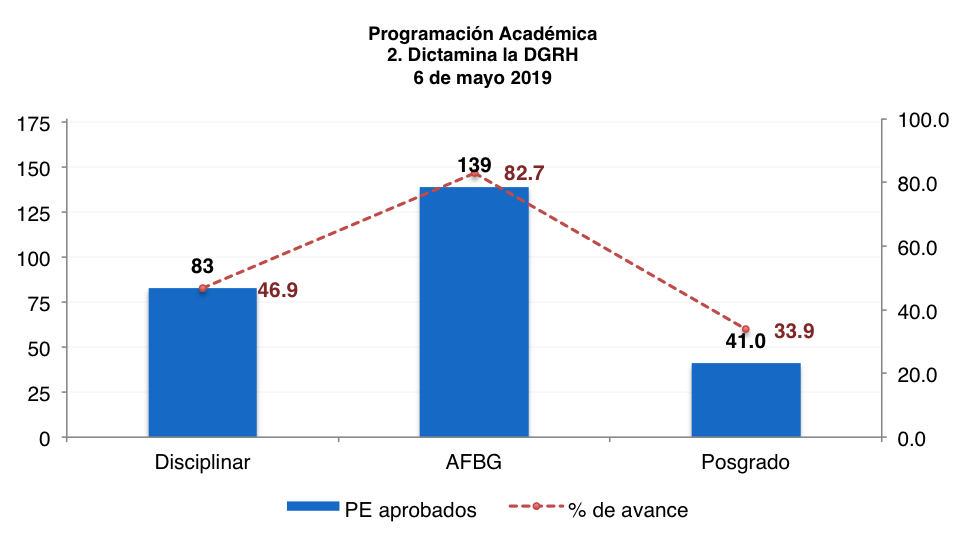 Programación Académica
2. Dictamina la DGRH
6 de mayo 2019
175
150
125
100
75
50
25
0
100.0
80.0
60.0
40.0
20.0
0.0
83
46.9
139
82.7
41.0
33.9
Disciplinar
AFBG
Posgrado
PE aprobados
% de avance